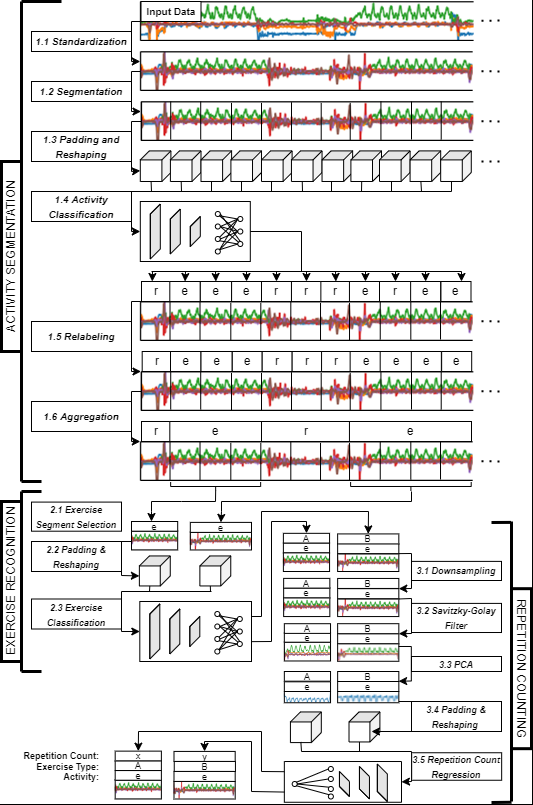 Input Data
1.1 Standardization
...
1.2 Segmentation
...
1.3 Padding and
Reshaping
...
...
1.4 Activity
Classification
ACTIVITY SEGMENTATION
r e e e r r r e r e e
1.5 Relabeling
...
r e e e r r r e e e e
1.6 Aggregation
...
r e r e
...
EXERCISE RECOGNITION
2.1 Exercise
Segment Selection
e e
2.2 Padding &
Reshaping
2.3 Exercise
Classification
A B
e e
3.1 Downsampling
A B
e e
3.2 Savitzky-Golay
Filter
A B
e e
3.3 PCA
A B
e e
3.4 Padding &
Reshaping
3.5 Repetition Count
Regression
REPETITION COUNTING
Repetition Count: x y
Exercise Type: A B
Activity: e e